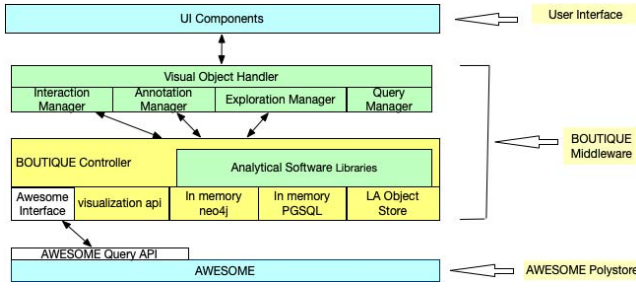 UI Components
User Interface
Visual Object Handler
Interaction Manager
Annotation Manager
Exploration Manager
Query Manager
BOUTIQUE Controller
Analytical Software Libraries
BOUTIQUE Middleware
Awesome Interface
visualization api
In memory neo4j
In memory PGSQL
LA Object Store
AWESOME Query API
AWESOME
AWESOME Polystore